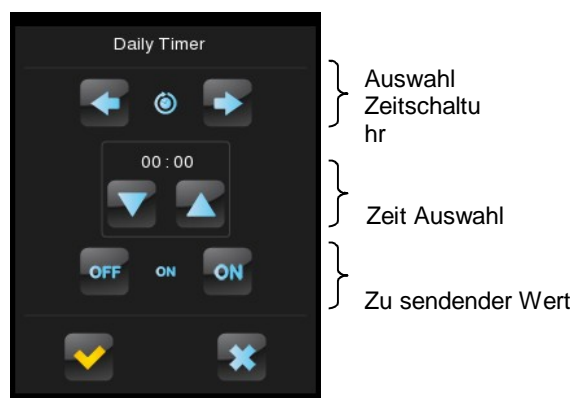 Daily Timer
Auswahl
Zeitschaltu
hr
00 : 00
Zeit Auswahl
OFF ON ON
Zu sendender Wert